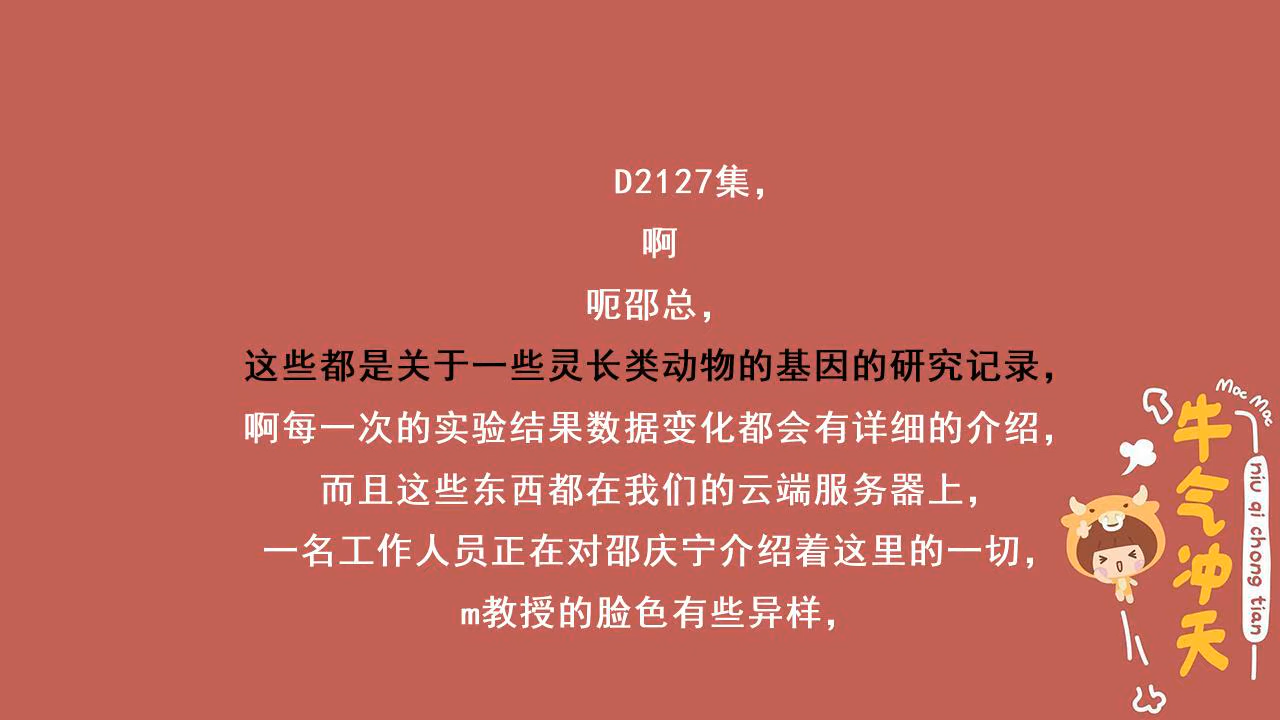 D2127集，
啊
呃邵总，
这些都是关于一些灵长类动物的基因的研究记录，
啊每一次的实验结果数据变化都会有详细的介绍，
而且这些东西都在我们的云端服务器上，
一名工作人员正在对邵庆宁介绍着这里的一切，
m教授的脸色有些异样，
Moc Moc
牛气冲天
niu qi chong tian